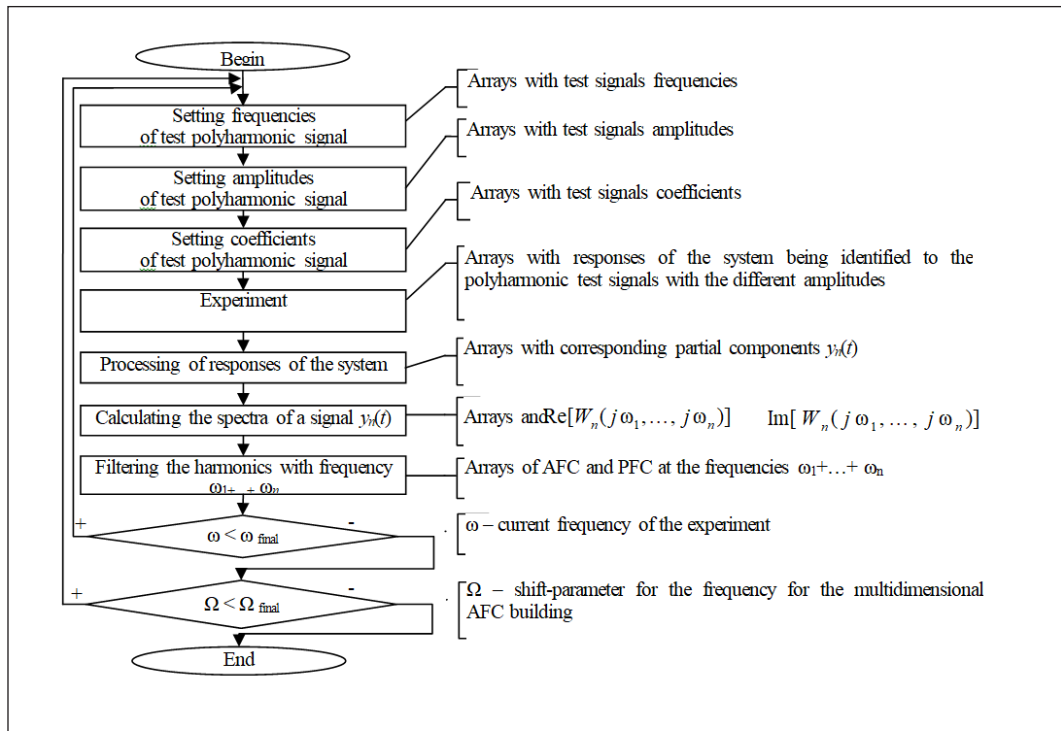 Begin
Arrays with test signals frequencies
Setting frequencies
of test polyharmonic signal
Arrays with test signals amplitudes
Setting amplitudes
of test polyharmonic signal
Arrays with test signals coefficients
Setting coefficients
of test polyharmonic signal
Arrays with responses of the system being identified to the
polyharmonic test signals with the different amplitudes
Experiment
Processing of responses of the system
Arrays with corresponding partial components yn(t)
Calculating the spectra of a signal yn(t)
Arrays andRe[Wn(jω1,..., jωn)] Im[Wn(jω1,..., jωn)]
Filtering the harmonics with frequency
ω1+...+ωn
Arrays of AFC and PFC at the frequencies ω1+...+ ωn
+
-
ω < ω final
ω – current frequency of the experiment
+
-
Ω < Ω final
Ω – shift-parameter for the frequency for the multidimensional
AFC building
End